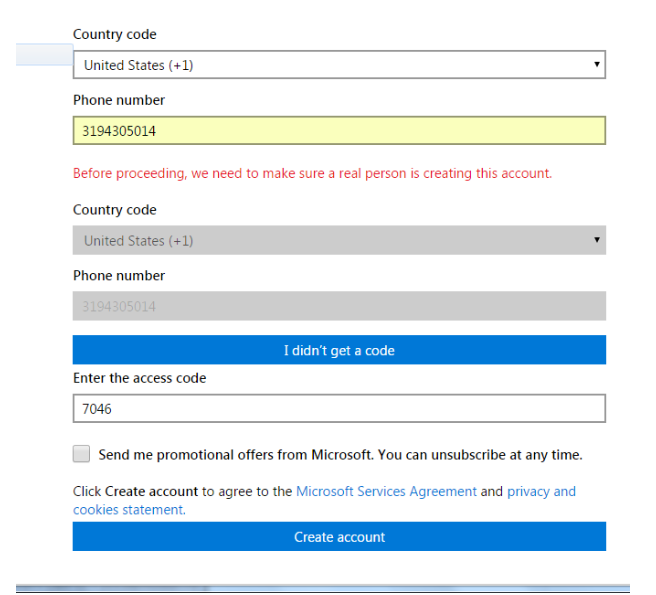 Country code
United States (+1)
Phone number
3194305014
Before proceeding, we need to make sure a real person is creating this account.
Country code
United States (+1)
Phone number
3194305014
I didn't get a code
Enter the access code
7046
Send me promotional offers from Microsoft. You can unsubscribe at any time.
Click Create account to agree to the Microsoft Services Agreement and privacy and
cookies statement.
Create account